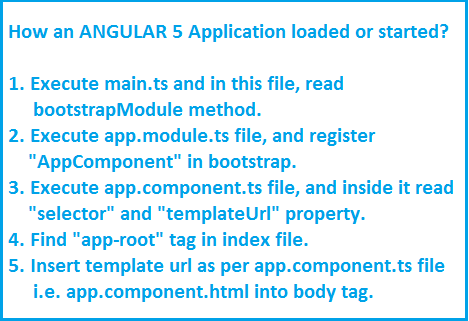 How an ANGULAR 5 Application loaded or started?
1. Execute main.ts and in this file, read
bootstrapModule method.
2. Execute app.module.ts file, and register
"AppComponent" in bootstrap.
3. Execute app.component.ts file, and inside it read
"selector" and "templateUrl" property.
4. Find "app-root" tag in index file.
5. Insert template url as per app.component.ts file
i.e. app.component.html into body tag.